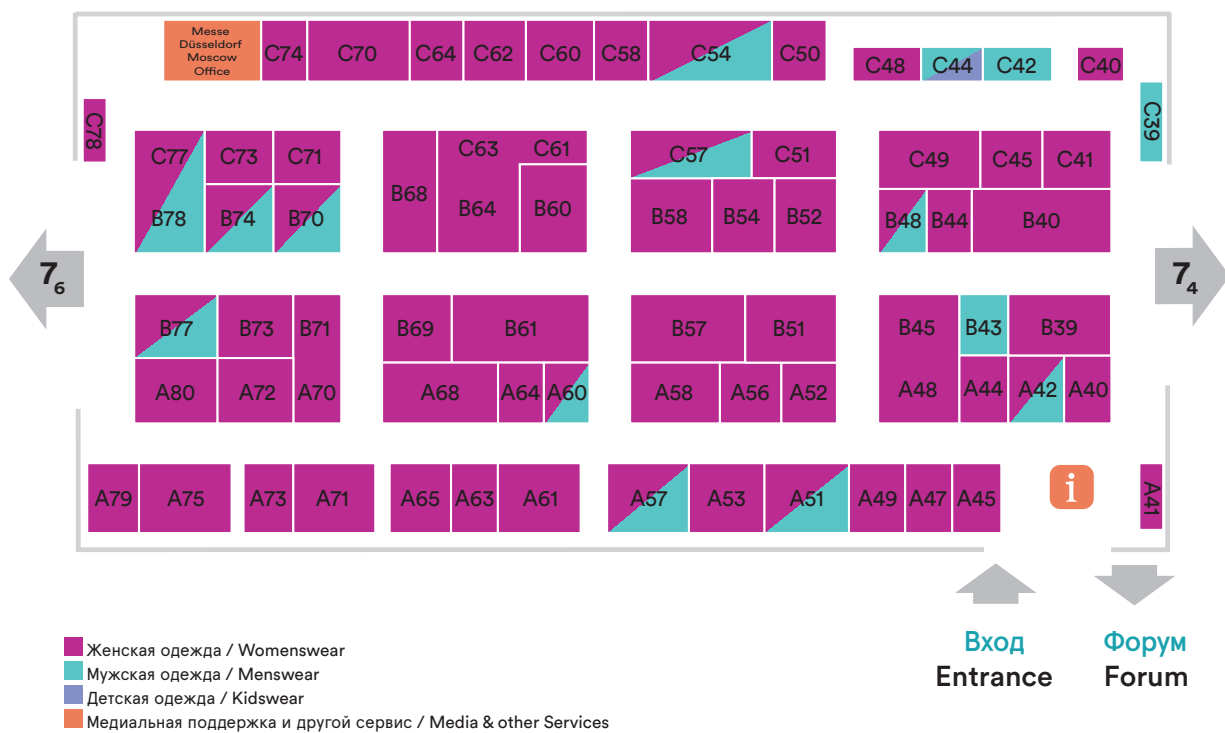 Messe
Düsseldorf
Moscow
Office
C74 C70 C64 C62 C60 C58 C54 C50
C48 C44 C42 C40
C78
C39
C77 C73 C71 C63 C61 C57 C51 C49 C45 C41
B78 B74 B70 B68 B64 B60 B58 B54 B52 B48 B44 B40
76
74
B77 B73 B71 B69 B61 B57 B51 B45 B43 B39
A80 A72 A70 A68 A64 A60 A58 A56 A52 A48 A44 A42 A40
A79 A75 A73 A71 A65 A63 A61 A57 A53 A51 A49 A47 A45
i
A41
Вход
Entrance
Форум
Forum
Женская одежда / Womenswear
Мужская одежда / Menswear
Детская одежда / Kidswear
Медиальная поддержка и другой сервис / Media & other Services